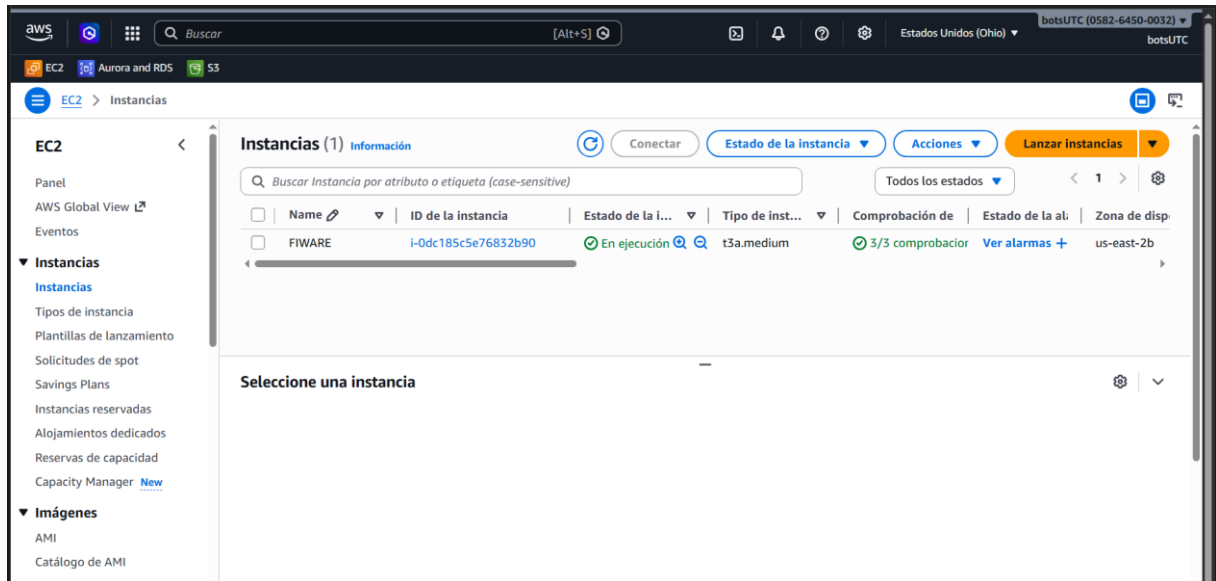 aws
Buscar
[Alt+S]
Estados Unidos (Ohio) ▼
botsUTC (0582-6450-0032) ▼
botsUTC
EC2
Aurora and RDS
S3
EC2 > Instancias
EC2
Panel
AWS Global View
Eventos
▼ Instancias
Instancias
Tipos de instancia
Plantillas de lanzamiento
Solicitudes de spot
Savings Plans
Instancias reservadas
Alojamientos dedicados
Reservas de capacidad
Capacity Manager New
▼ Imágenes
AMI
Catálogo de AMI
Instancias (1) Información
Conectar
Estado de la instancia ▼
Acciones ▼
Lanzar instancias ▼
Buscar Instancia por atributo o etiqueta (case-sensitive)
Todos los estados ▼
< 1 >
Name | ID de la instancia | Estado de la i... | Tipo de inst... | Comprobación de | Estado de la ala | Zona de disp
FIWARE i-0dc185c5e76832b90 En ejecución t3a.medium 3/3 comprobacior Ver alarmas + us-east-2b
Seleccione una instancia